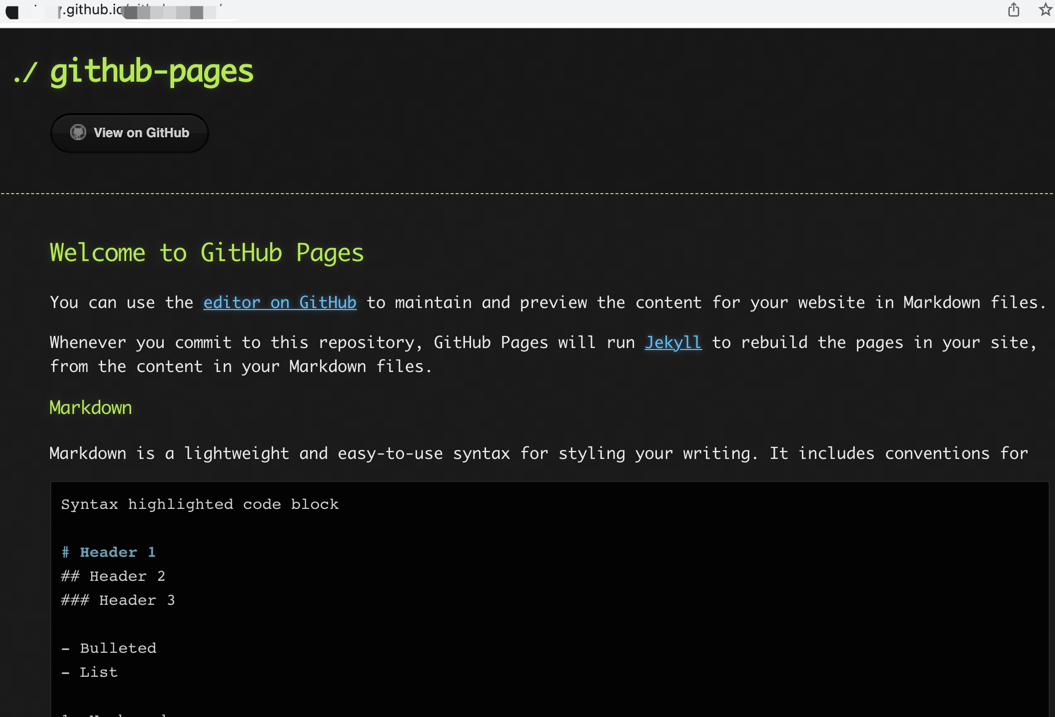 .github.io
./ github-pages
View on GitHub
Welcome to GitHub Pages
You can use the editor on GitHub to maintain and preview the content for your website in Markdown files.
Whenever you commit to this repository, GitHub Pages will run Jekyll to rebuild the pages in your site,
from the content in your Markdown files.
Markdown
Markdown is a lightweight and easy-to-use syntax for styling your writing. It includes conventions for
Syntax highlighted code block
# Header 1
## Header 2
### Header 3
- Bulleted
- List